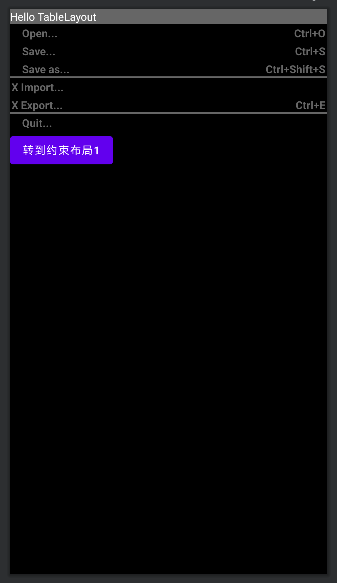 Hello TableLayout
Open... Ctrl+O
Save... Ctrl+S
Save as... Ctrl+Shift+S
X Import...
X Export... Ctrl+E
Quit...
转到约束布局1